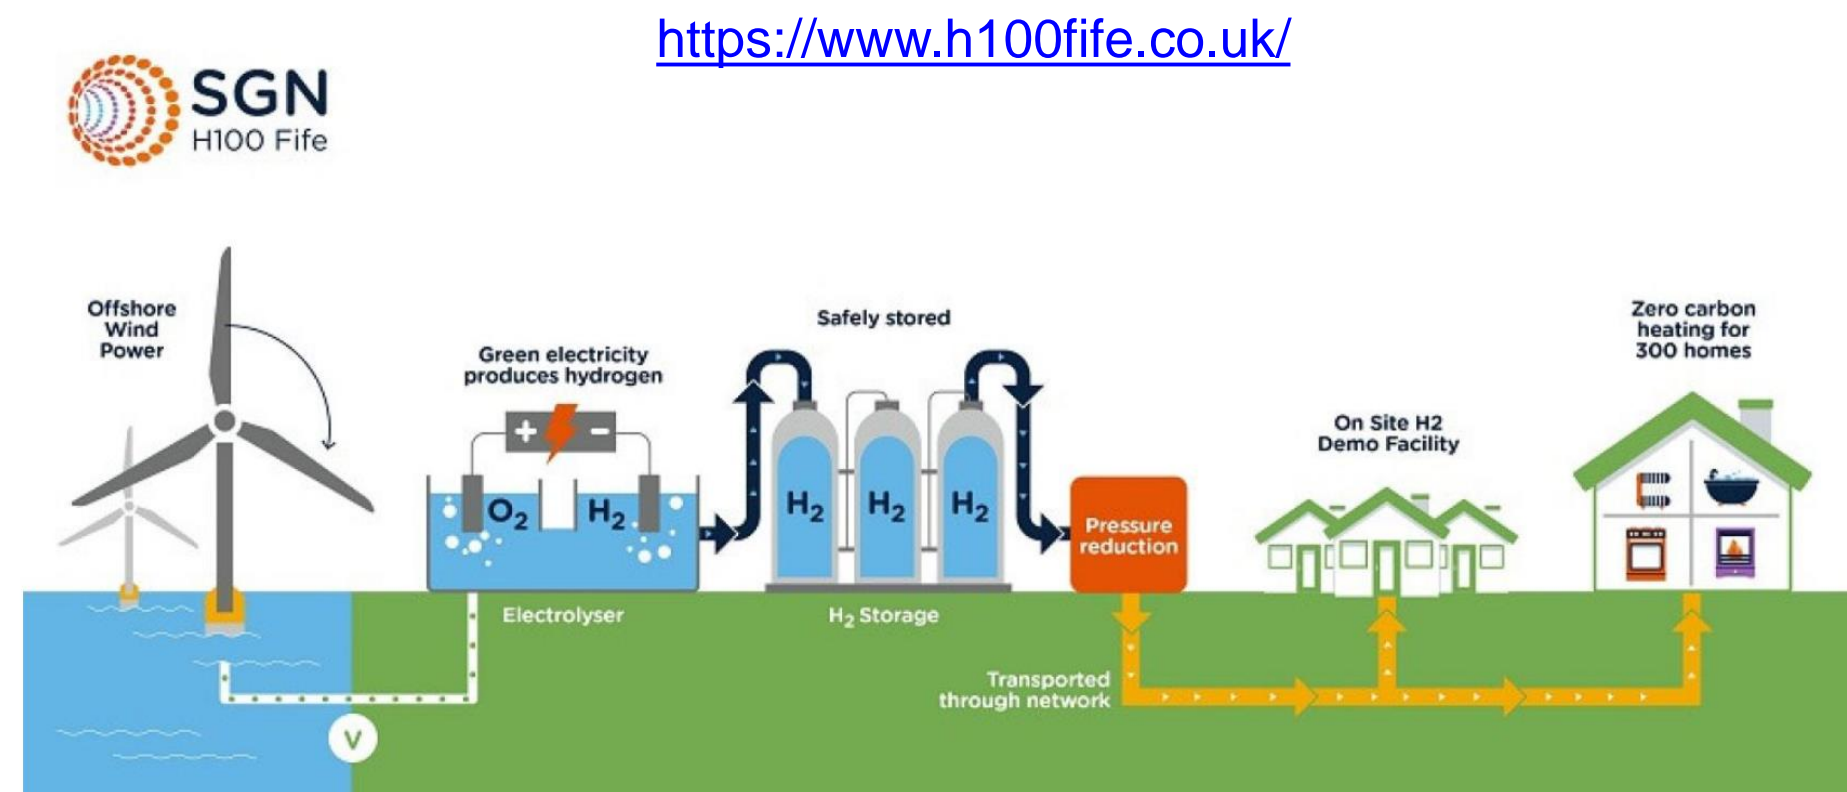 https://www.h100fife.co.uk/
SGN
H100 Fife
Offshore
Wind
Power
Green electricity
produces hydrogen
+ −
O₂ H₂
Electrolyser
Safely stored
H₂ H₂ H₂
H₂ Storage
Pressure
reduction
Transported
through network
On Site H2
Demo Facility
Zero carbon
heating for
300 homes
V